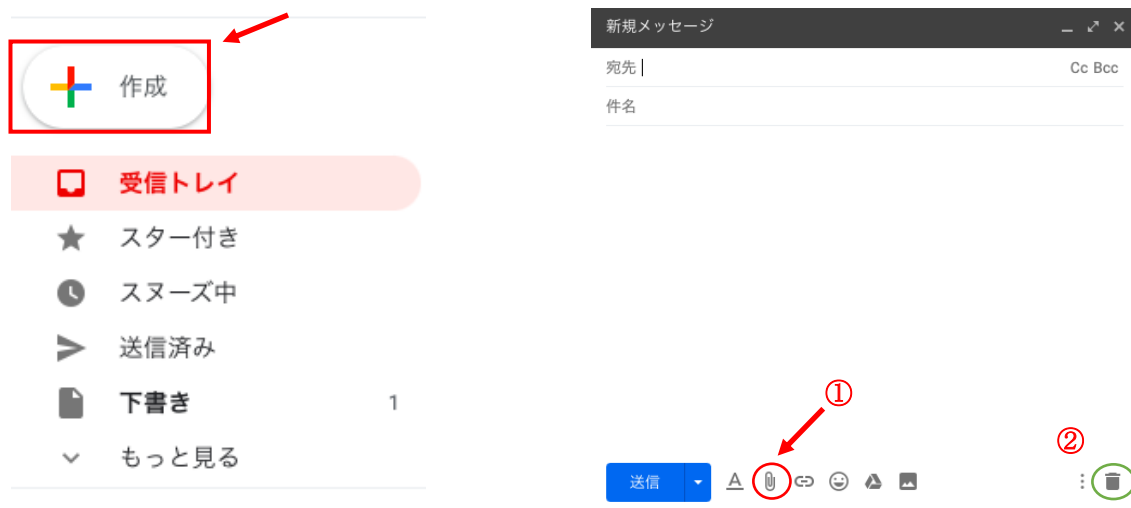 作成
受信トレイ
スター付き
スヌーズ中
送信済み
下書き 1
もっと見る
新規メッセージ
宛先 Cc Bcc
件名
①
②
送信